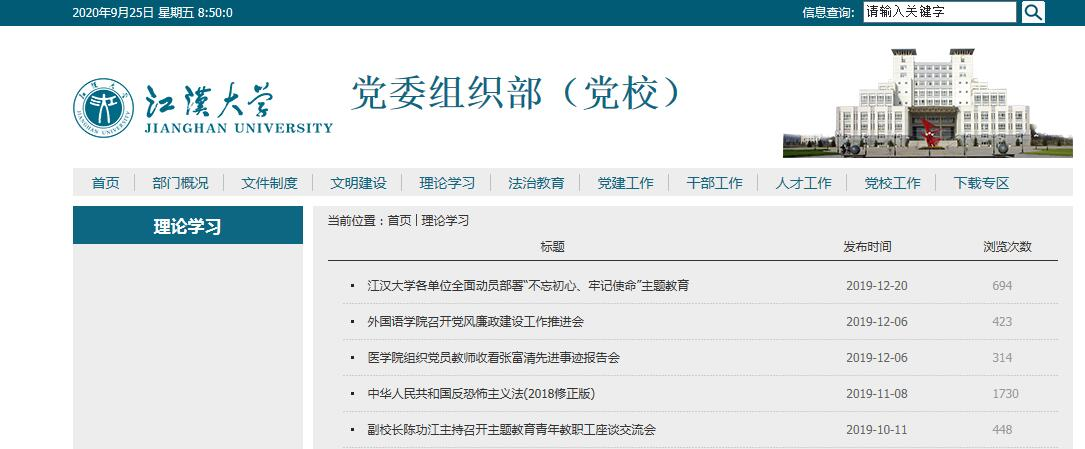 2020年9月25日 星期五 8:50:0 信息查询: 请输入关键字
江漢大学
JIANGHAN UNIVERSITY
党委组织部（党校）
首页 部门概况 文件制度 文明建设 理论学习 法治教育 党建工作 干部工作 人才工作 党校工作 下载专区
理论学习
当前位置：首页 | 理论学习
标题 发布时间 浏览次数
江汉大学各单位全面动员部署“不忘初心、牢记使命”主题教育 2019-12-20 694
外国语学院召开党风廉政建设工作推进会 2019-12-06 423
医学院组织党员教师收看张富清先进事迹报告会 2019-12-06 314
中华人民共和国反恐怖主义法(2018修正版) 2019-11-08 1730
副校长陈功江主持召开主题教育青年教职工座谈交流会 2019-10-11 448